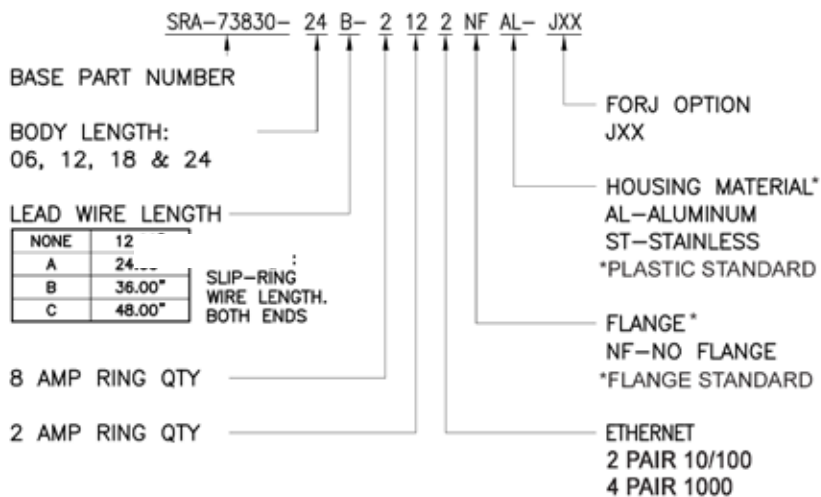 SRA-73830- 24 B- 2 12 2 NF AL- JXX
BASE PART NUMBER
BODY LENGTH:
06, 12, 18 & 24
LEAD WIRE LENGTH
NONE 12
A 24.
B 36.00"
C 48.00"
:
SLIP-RING
WIRE LENGTH.
BOTH ENDS
8 AMP RING QTY
2 AMP RING QTY
FORJ OPTION
JXX
HOUSING MATERIAL*
AL-ALUMINUM
ST-STAINLESS
*PLASTIC STANDARD
FLANGE*
NF-NO FLANGE
*FLANGE STANDARD
ETHERNET
2 PAIR 10/100
4 PAIR 1000